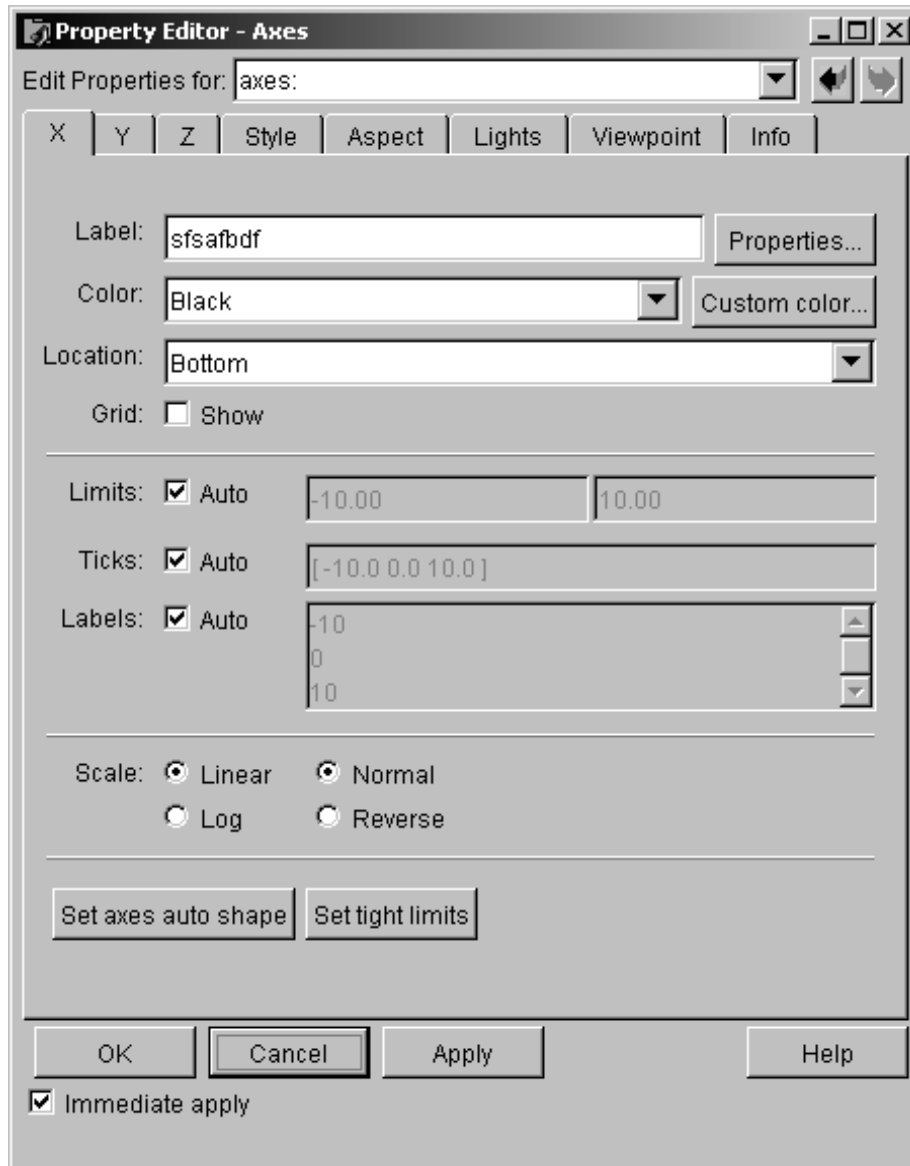 Property Editor - Axes
Edit Properties for: axes:
X Y Z Style Aspect Lights Viewpoint Info
Label: sfsafbdf Properties...
Color: Black Custom color...
Location: Bottom
Grid: Show
Limits: Auto -10.00 10.00
Ticks: Auto [ -10.0 0.0 10.0 ]
Labels: Auto -10
0
10
Scale: Linear Normal
Log Reverse
Set axes auto shape Set tight limits
OK Cancel Apply Help
Immediate apply